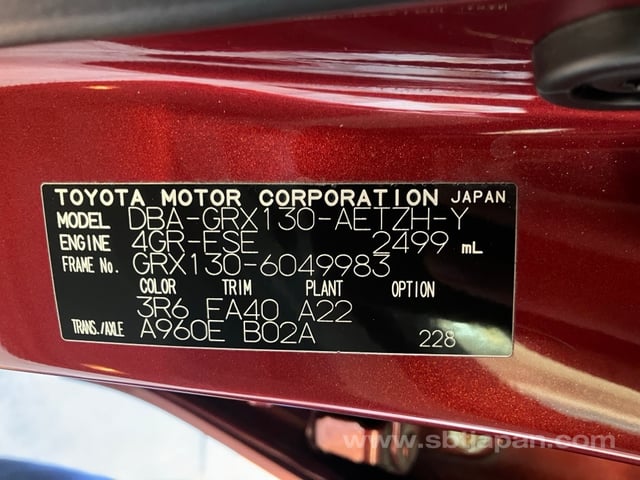 TOYOTA MOTOR CORPORATION JAPAN
MODEL DBA-GRX130-AETZH-Y
ENGINE 4GR-FSE 2499 mL
FRAME No. GRX130-6049983
COLOR TRIM PLANT OPTION
3R6 FA40 A22
TRANS./AXLE A960E B02A 228
www.sbtjapan.com